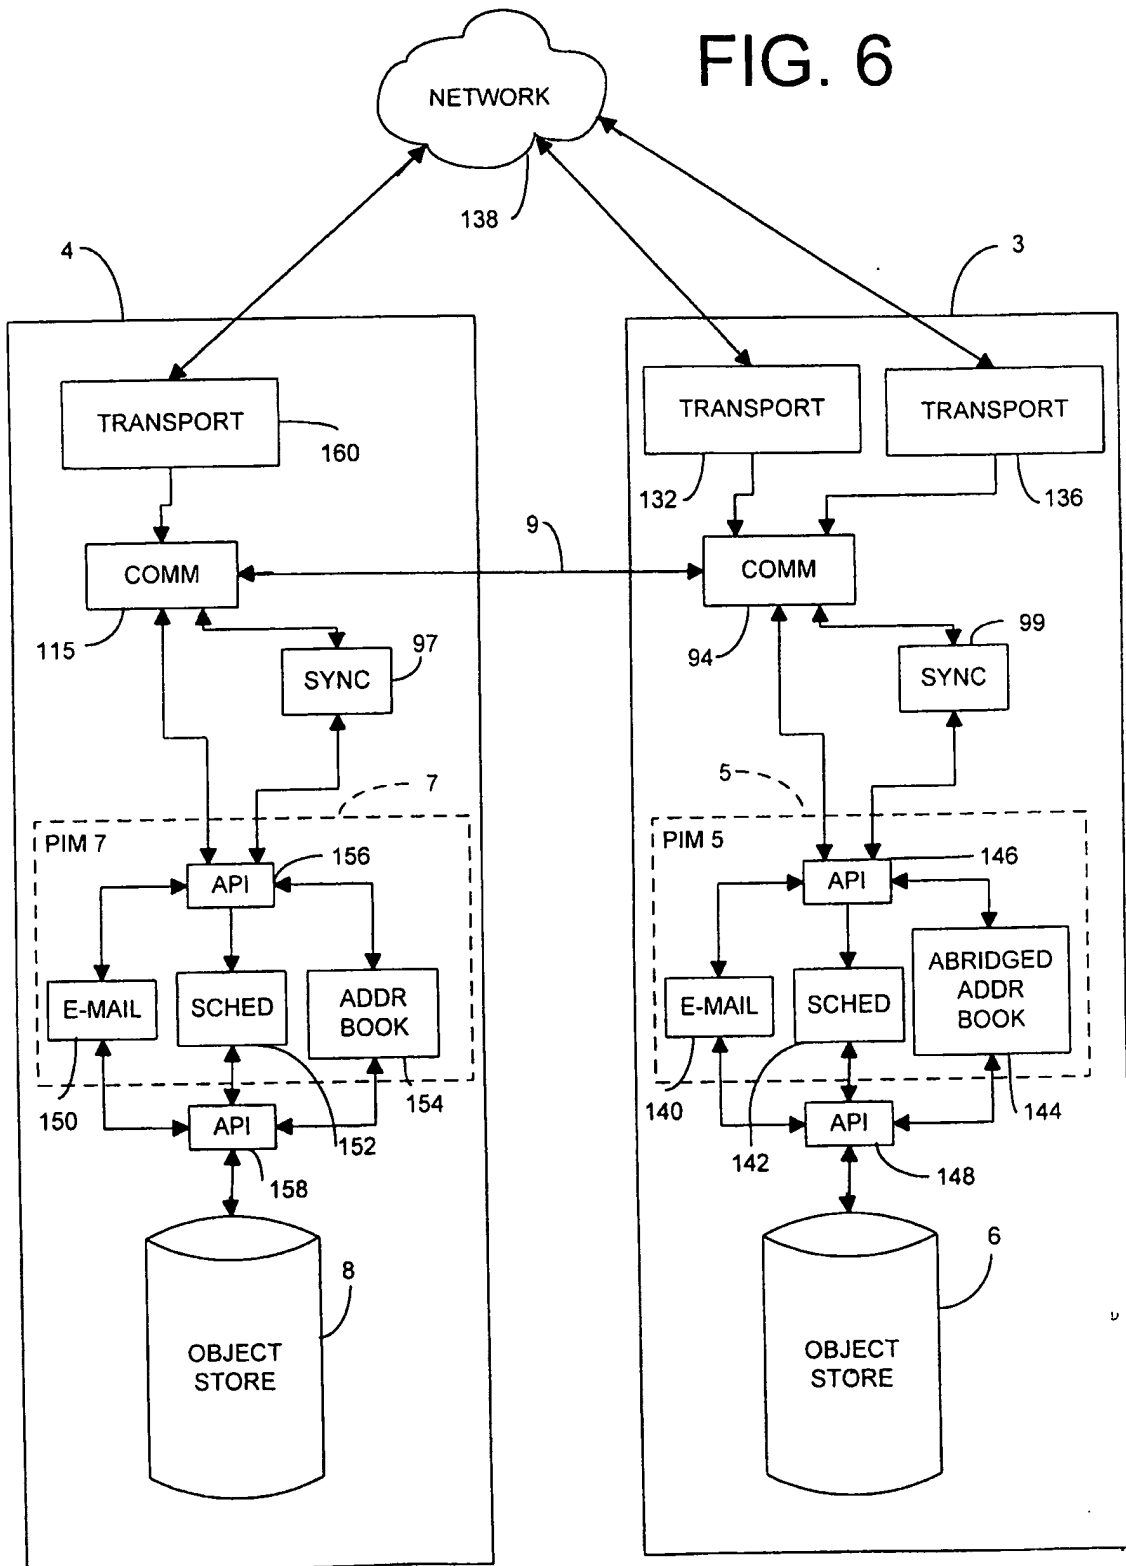 FIG. 6
NETWORK
138
4
3
TRANSPORT
160
TRANSPORT
132
TRANSPORT
136
9
COMM
115
COMM
94
97
SYNC
99
SYNC
7
PIM 7
5
PIM 5
156
API
146
API
E-MAIL
SCHED
ADDR
BOOK
E-MAIL
SCHED
ABRIDGED
ADDR
BOOK
150
154
152
API
158
140
142
144
API
148
8
OBJECT
STORE
6
OBJECT
STORE